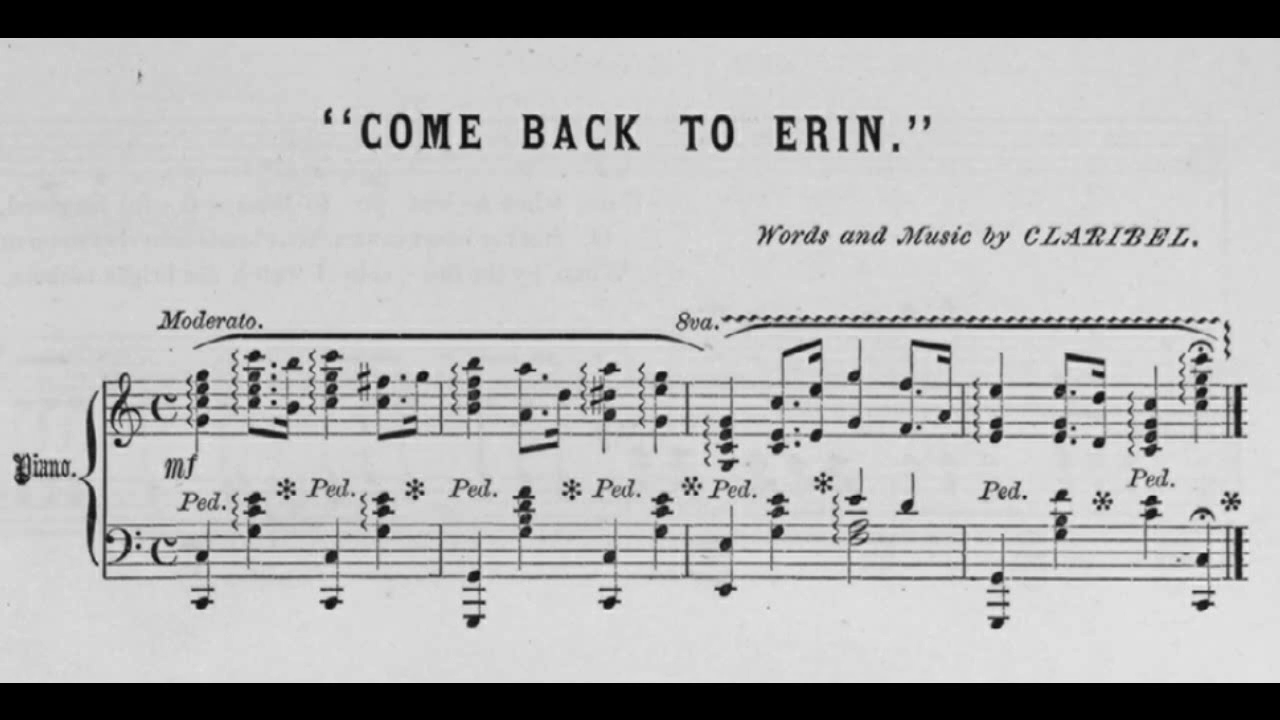 “COME BACK TO ERIN.”
Words and Music by CLARIBEL.
Moderato.
8va.
Piano.
mf
Ped. * Ped. * Ped. * Ped. * Ped. * Ped. * Ped. *